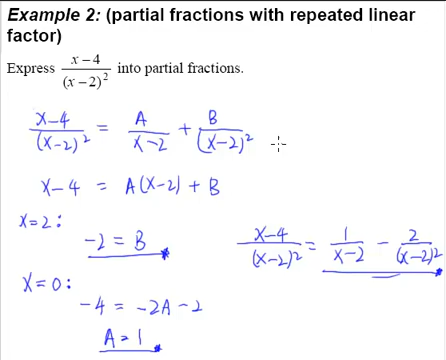 Example 2: (partial fractions with repeated linear
factor)
Express (x − 4)/(x − 2)² into partial fractions.
(x−4)/(x−2)² = A/(x−2) + B/(x−2)²
x−4 = A(x−2) + B
x=2:
−2 = B
x=0:
−4 = −2A −2
A = 1
(x−4)/(x−2)² = 1/(x−2) − 2/(x−2)²